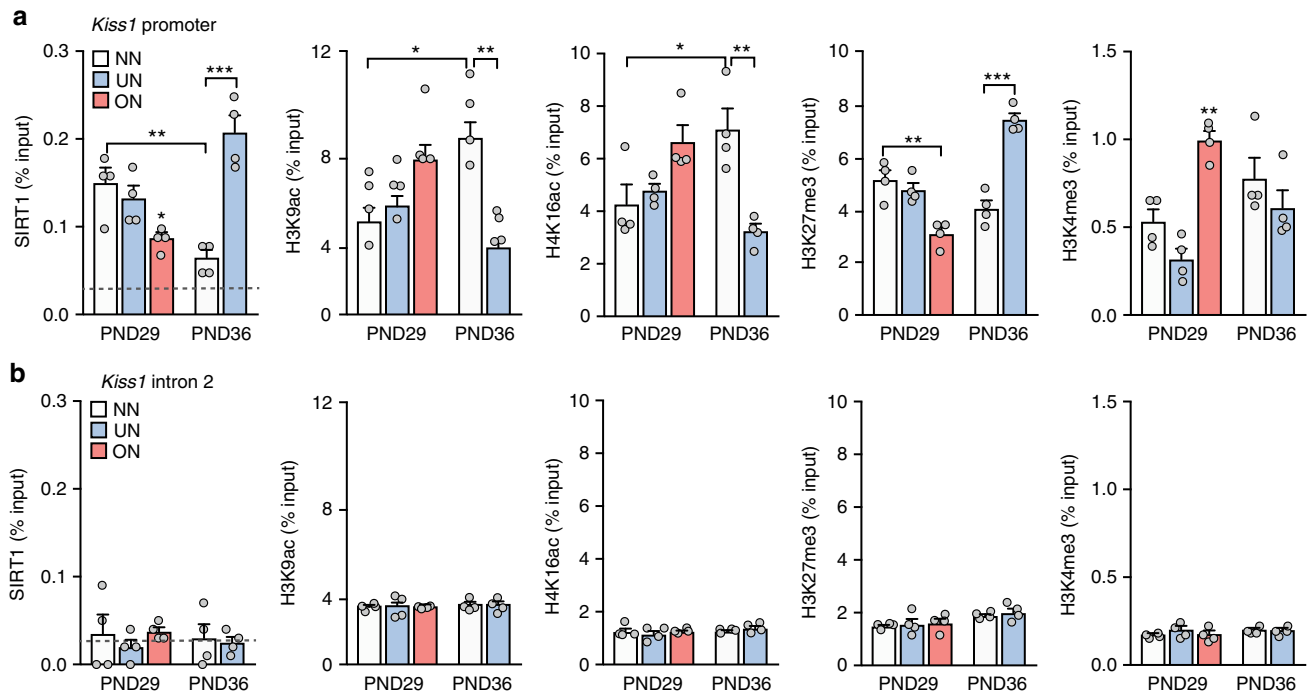 a
Kiss1 promoter
NN
UN
ON
SIRT1 (% input)
0.3
0.2
0.1
0.0
**
***
*
PND29 PND36
H3K9ac (% input)
12
8
4
0
* **
PND29 PND36
H4K16ac (% input)
10
8
6
4
2
0
* **
PND29 PND36
H3K27me3 (% input)
10
8
6
4
2
0
** ***
PND29 PND36
H3K4me3 (% input)
1.5
1.0
0.5
0.0
**
PND29 PND36
b
Kiss1 intron 2
NN
UN
ON
SIRT1 (% input)
0.3
0.2
0.1
0.0
PND29 PND36
H3K9ac (% input)
12
8
4
0
PND29 PND36
H4K16ac (% input)
10
8
6
4
2
0
PND29 PND36
H3K27me3 (% input)
10
8
6
4
2
0
PND29 PND36
H3K4me3 (% input)
1.5
1.0
0.5
0.0
PND29 PND36